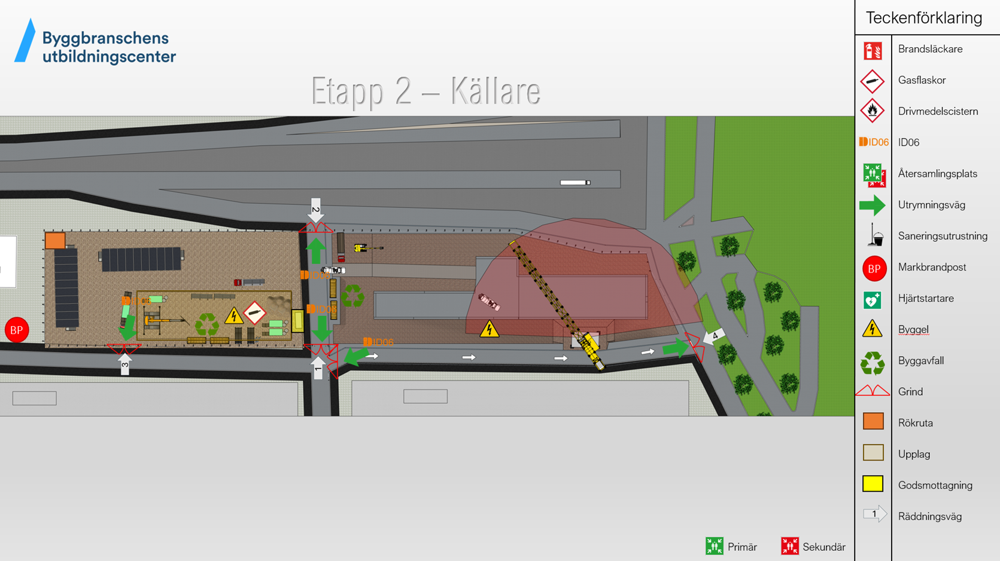 Byggbranschens
utbildningscenter
Etapp 2 – Källare
2
ID06
ID06
ID06
ID06
BP
3
1
4
Teckenförklaring
Brandsläckare
Gasflaskor
Drivmedelscistern
ID06 ID06
Återsamlingsplats
Utrymningsväg
Saneringsutrustning
BP Markbrandpost
Hjärtstartare
Byggel
Byggavfall
Grind
Rökruta
Upplag
Godsmottagning
1 Räddningsväg
Primär
Sekundär